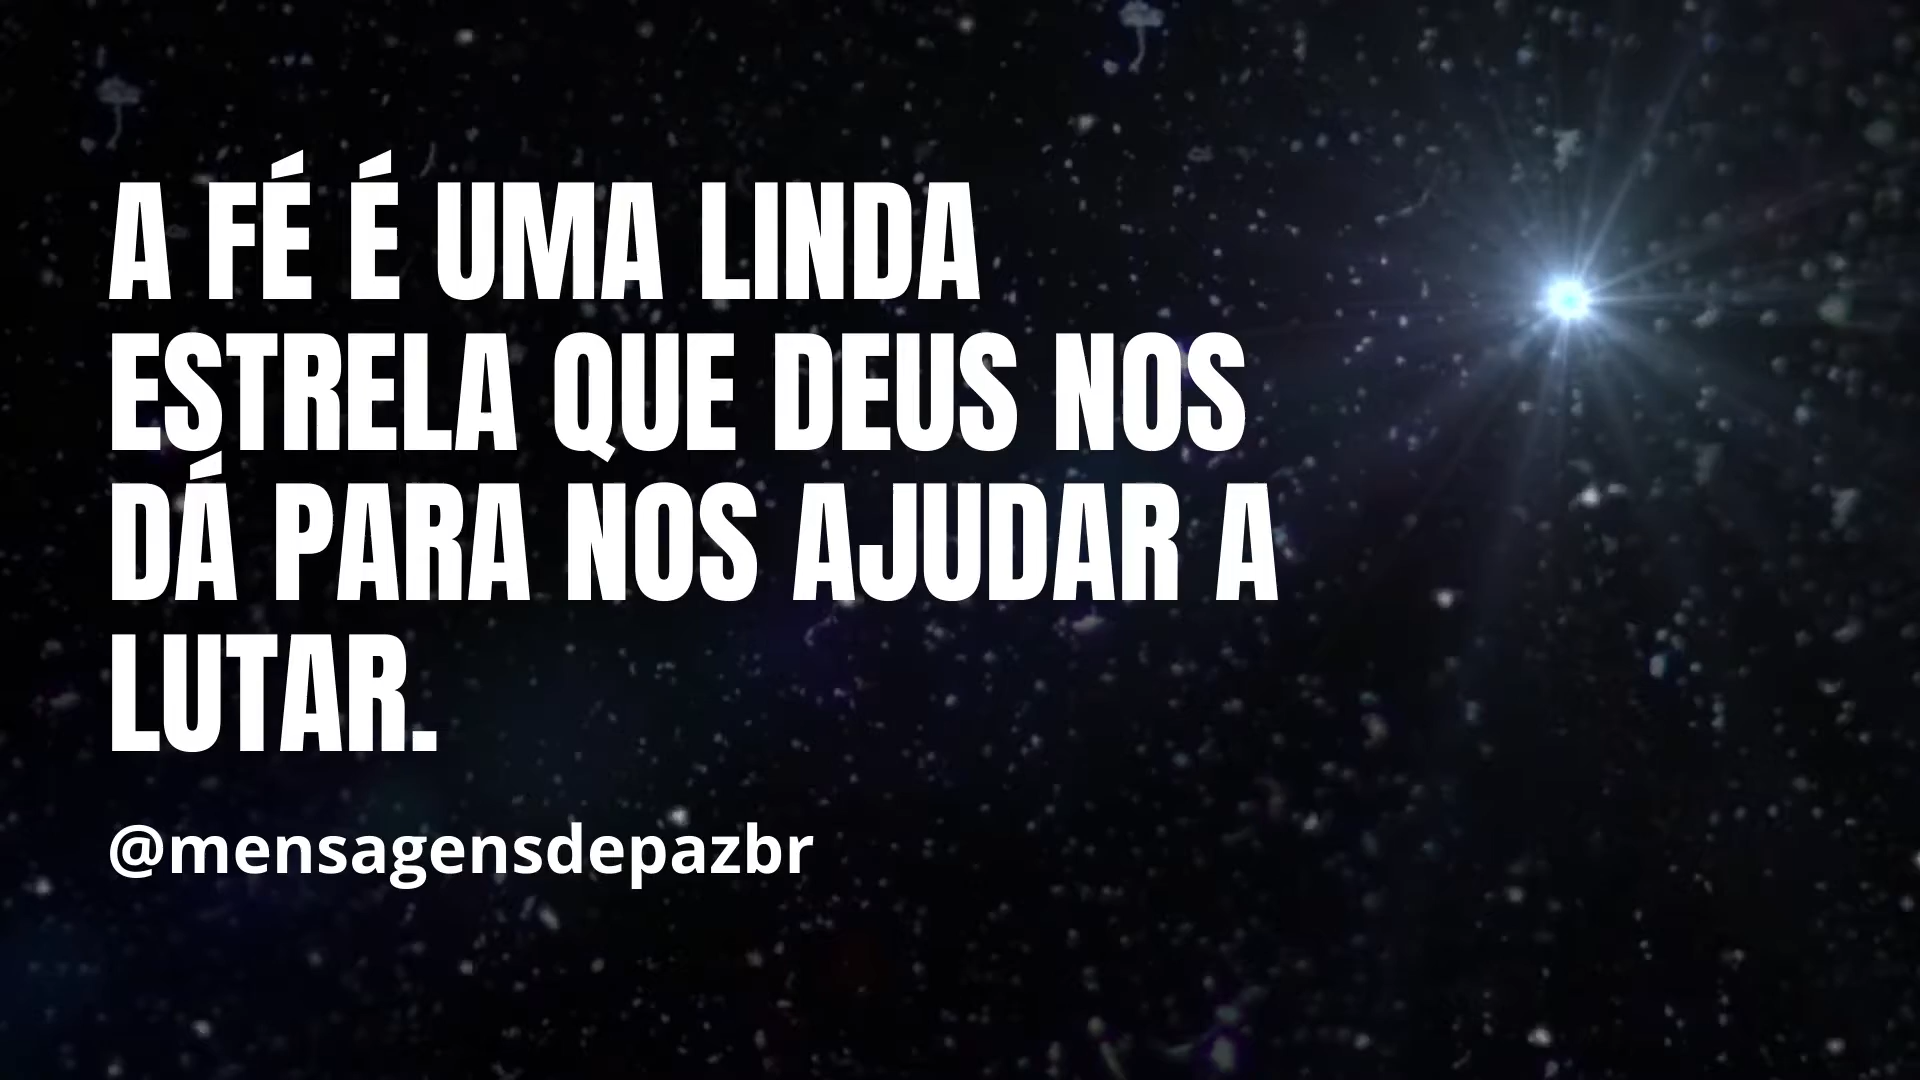 A FÉ É UMA LINDA
ESTRELA QUE DEUS NOS
DÁ PARA NOS AJUDAR A
LUTAR.
@mensagensdepazbr